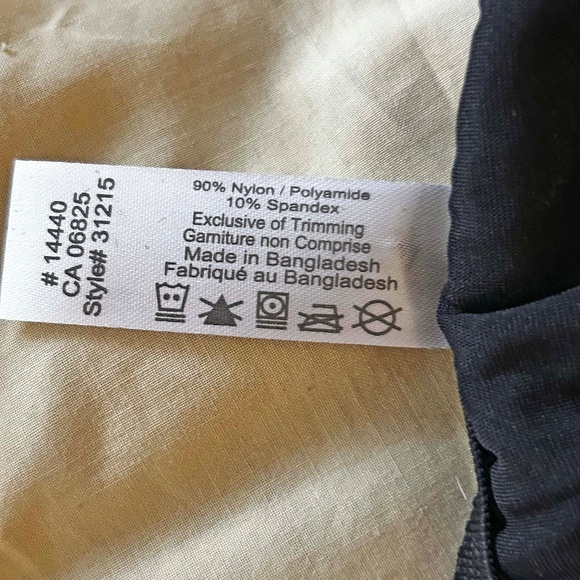 # 14440
CA 06825
Style# 31215
90% Nylon / Polyamide
10% Spandex
Exclusive of Trimming
Garniture non Comprise
Made in Bangladesh
Fabriqué au Bangladesh